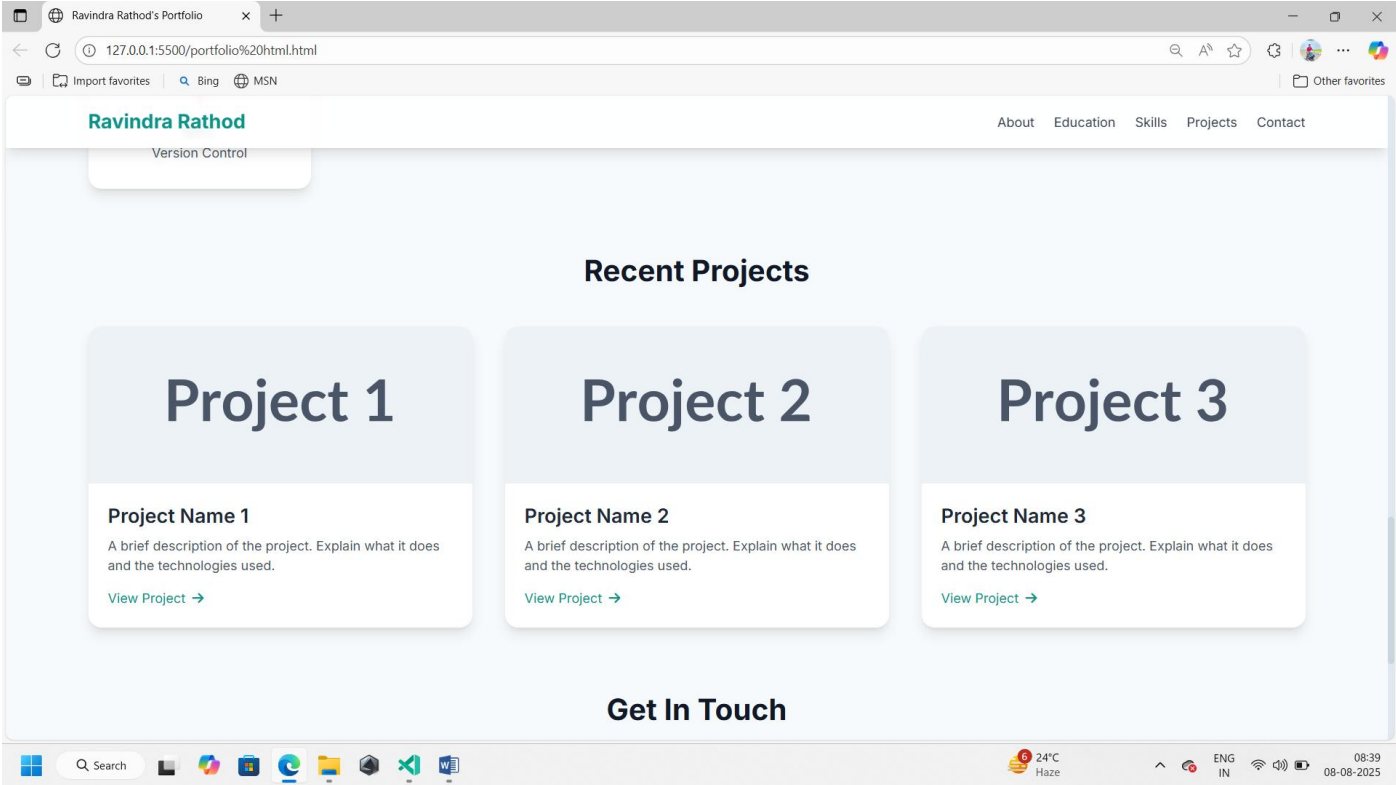 Ravindra Rathod's Portfolio
127.0.0.1:5500/portfolio%20html.html
Import favorites Bing MSN Other favorites
Ravindra Rathod About Education Skills Projects Contact
Version Control
Recent Projects
Project 1 Project 2 Project 3
Project Name 1 Project Name 2 Project Name 3
A brief description of the project. Explain what it does A brief description of the project. Explain what it does A brief description of the project. Explain what it does
and the technologies used. and the technologies used. and the technologies used.
View Project → View Project → View Project →
Get In Touch
Search 6 24°C ENG 08:39
Haze IN 08-08-2025